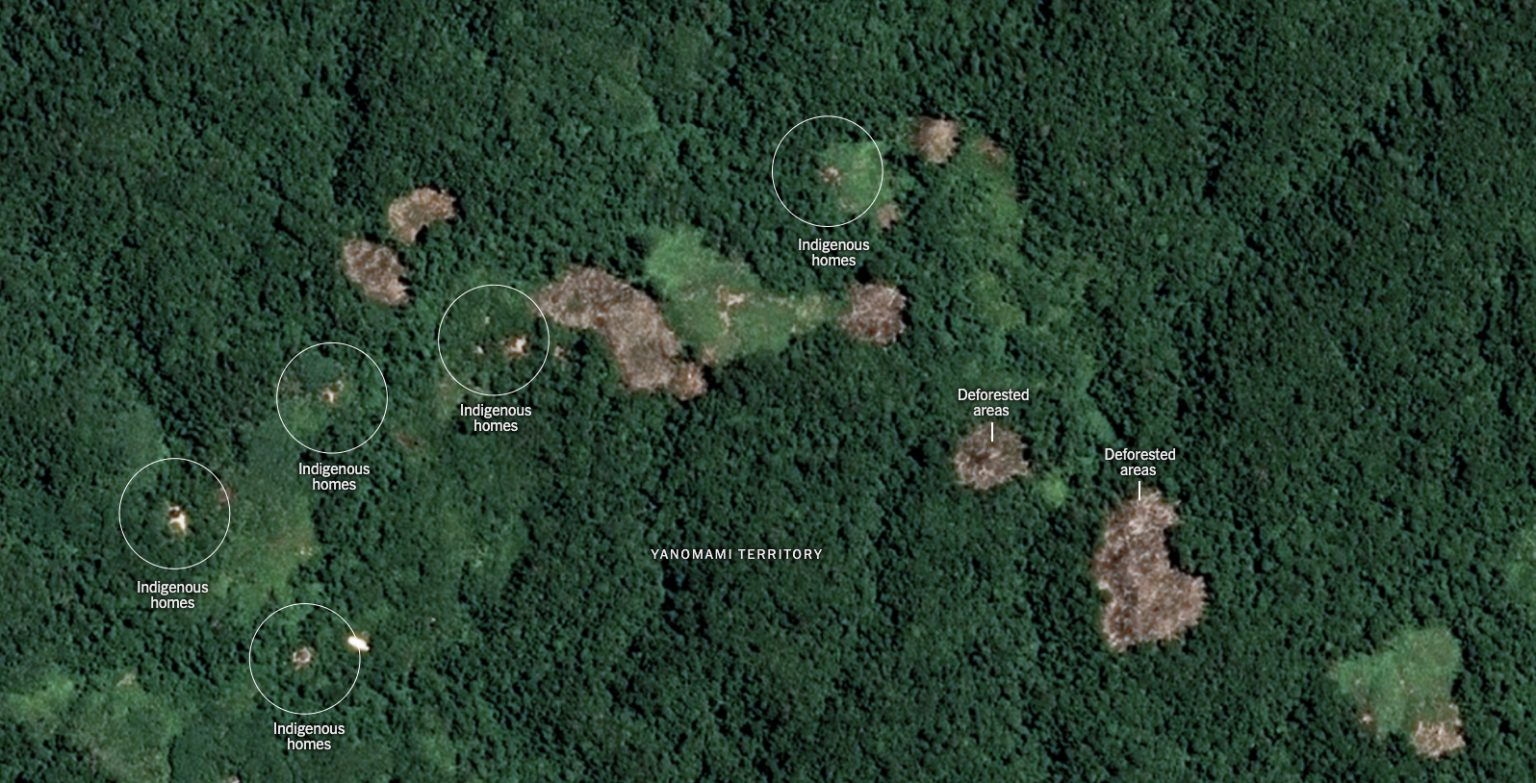 Indigenous
homes
Deforested
areas
Indigenous
homes
Deforested
areas
Indigenous
homes
YANOMAMI TERRITORY
Indigenous
homes
Indigenous
homes